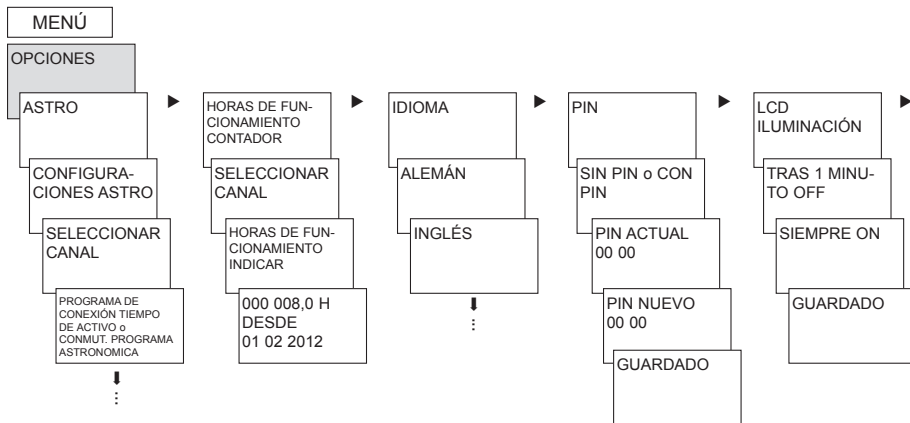 MENÚ
OPCIONES
ASTRO
CONFIGURA-
CIONES ASTRO
SELECCIONAR
CANAL
PROGRAMA DE
CONEXIÓN TIEMPO
DE ACTIVO o
CONMUT. PROGRAMA
ASTRONOMICA
HORAS DE FUN-
CIONAMIENTO
CONTADOR
SELECCIONAR
CANAL
HORAS DE FUN-
CIONAMIENTO
INDICAR
000 008,0 H
DESDE
01 02 2012
IDIOMA
ALEMÁN
INGLÉS
PIN
SIN PIN o CON
PIN
PIN ACTUAL
00 00
PIN NUEVO
00 00
GUARDADO
LCD
ILUMINACIÓN
TRAS 1 MINU-
TO OFF
SIEMPRE ON
GUARDADO